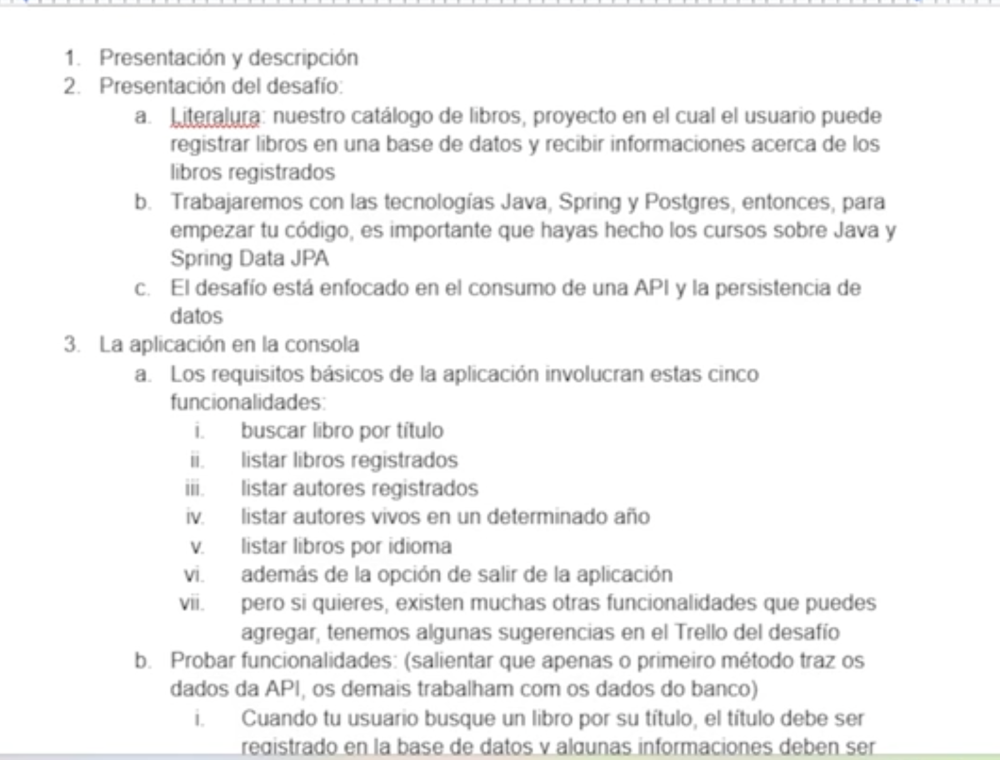 1. Presentación y descripción
2. Presentación del desafío:
a. Literalura: nuestro catálogo de libros, proyecto en el cual el usuario puede
registrar libros en una base de datos y recibir informaciones acerca de los
libros registrados
b. Trabajaremos con las tecnologías Java, Spring y Postgres, entonces, para
empezar tu código, es importante que hayas hecho los cursos sobre Java y
Spring Data JPA
c. El desafío está enfocado en el consumo de una API y la persistencia de
datos
3. La aplicación en la consola
a. Los requisitos básicos de la aplicación involucran estas cinco
funcionalidades:
i. buscar libro por título
ii. listar libros registrados
iii. listar autores registrados
iv. listar autores vivos en un determinado año
v. listar libros por idioma
vi. además de la opción de salir de la aplicación
vii. pero si quieres, existen muchas otras funcionalidades que puedes
agregar, tenemos algunas sugerencias en el Trello del desafío
b. Probar funcionalidades: (salientar que apenas o primeiro método traz os
dados da API, os demais trabalham com os dados do banco)
i. Cuando tu usuario busque un libro por su título, el título debe ser
registrado en la base de datos y algunas informaciones deben ser